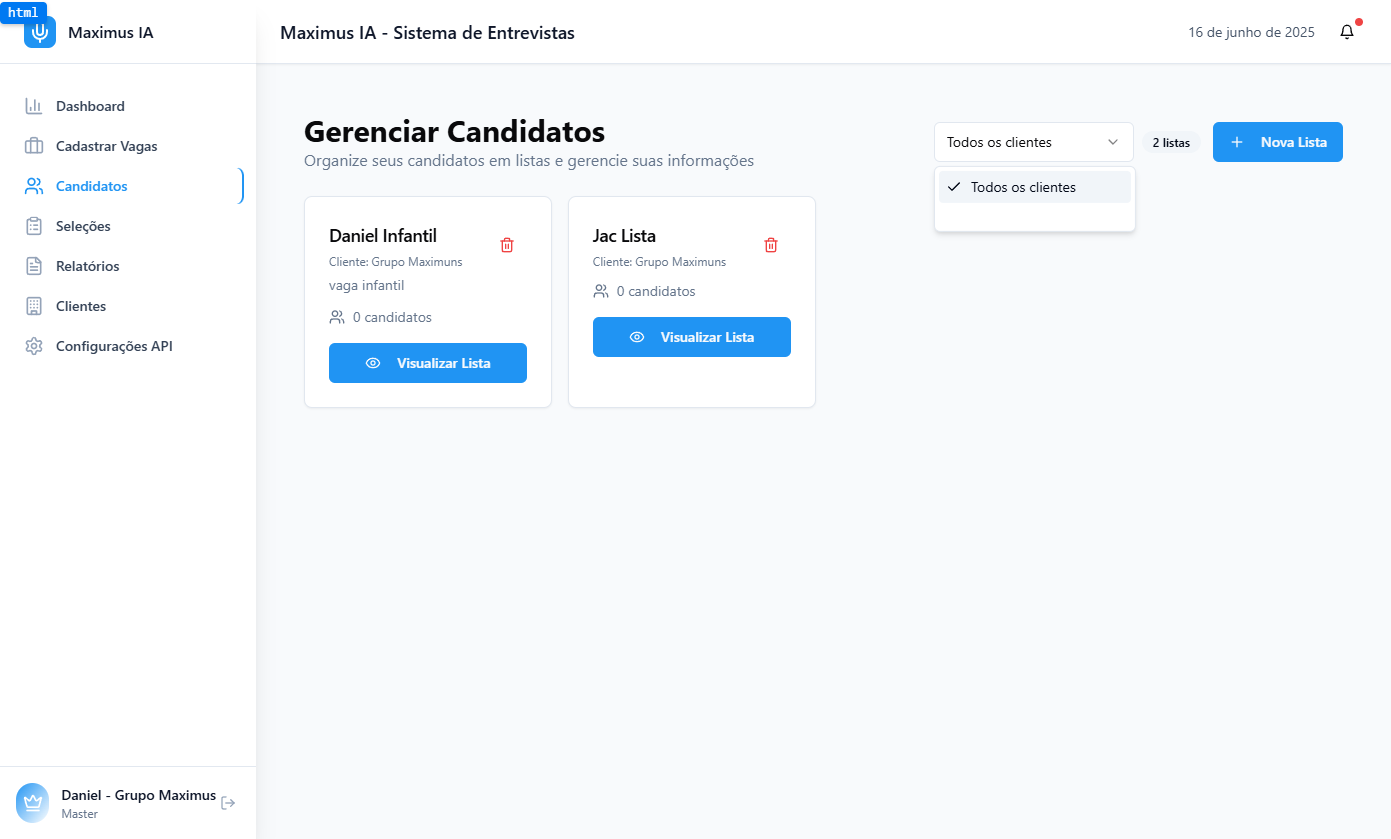 html
Maximus IA
Maximus IA - Sistema de Entrevistas
16 de junho de 2025
Dashboard
Cadastrar Vagas
Candidatos
Seleções
Relatórios
Clientes
Configurações API
Daniel - Grupo Maximus
Master
Gerenciar Candidatos
Organize seus candidatos em listas e gerencie suas informações
Todos os clientes
2 listas
Nova Lista
Todos os clientes
Daniel Infantil
Cliente: Grupo Maximuns
vaga infantil
0 candidatos
Visualizar Lista
Jac Lista
Cliente: Grupo Maximuns
0 candidatos
Visualizar Lista